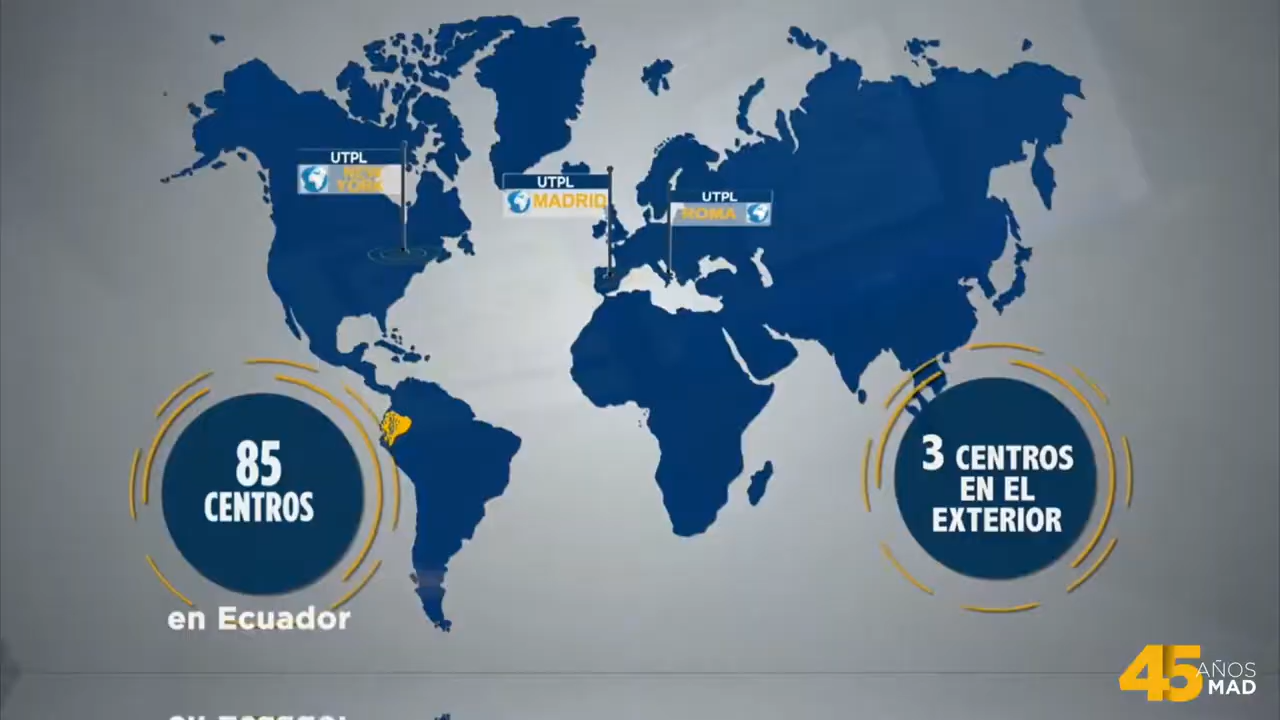 UTPL
NEW
YORK
UTPL
MADRID
UTPL
ROMA
85
CENTROS
en Ecuador
3 CENTROS
EN EL
EXTERIOR
45 AÑOS
MAD